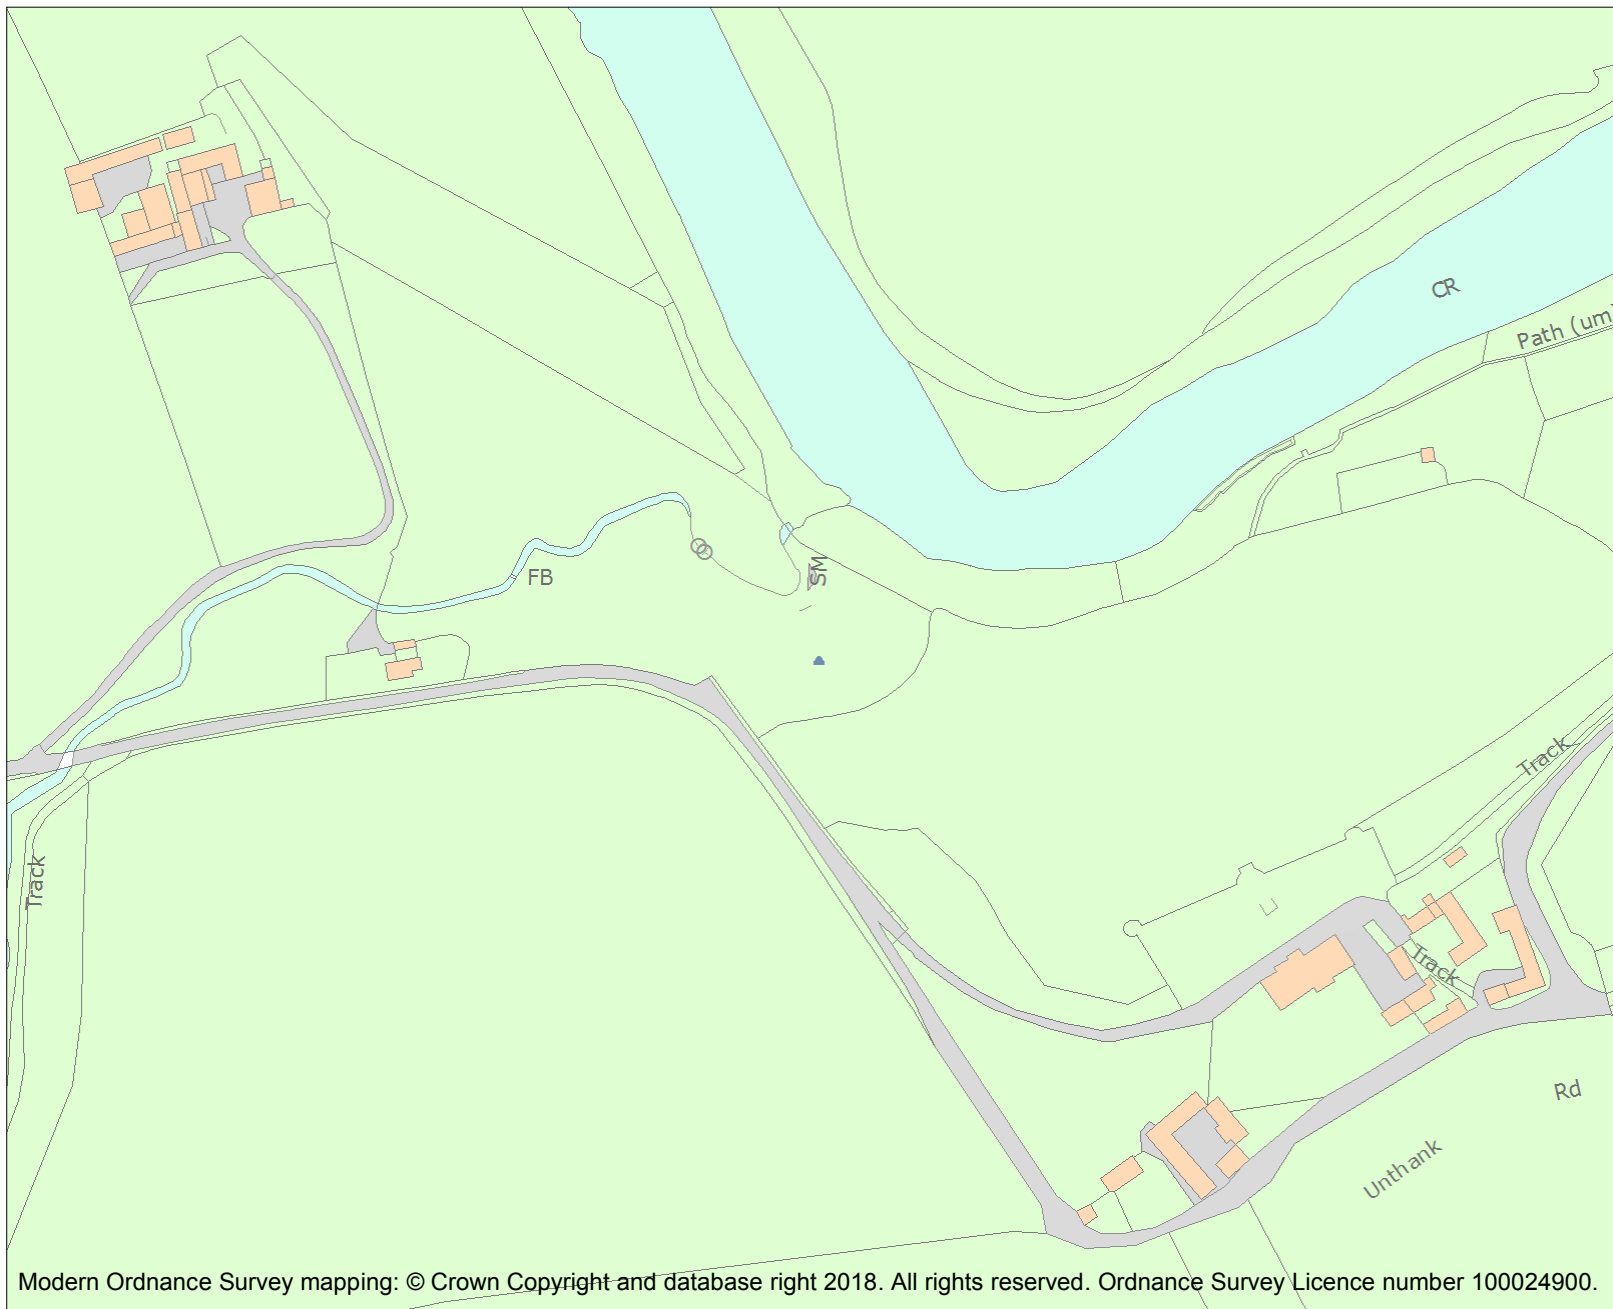 CR
Path (um)
FB
SM
Track
Track
Track
Rd
Unthank
Modern Ordnance Survey mapping: © Crown Copyright and database right 2018. All rights reserved. Ordnance Survey Licence number 100024900.